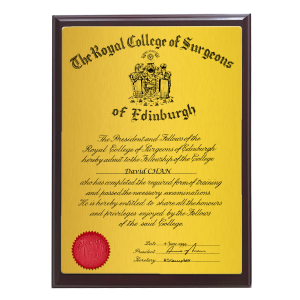 The Royal College of Surgeons
of Edinburgh
The President and Fellows of the
Royal College of Surgeons of Edinburgh
hereby admit to the Fellowship of the College
David CHAN
who has completed the required form of training
and passed the necessary examinations
He is hereby entitled to share all the honours
and privileges enjoyed by the Fellows
of the said College
Date
President
Secretary